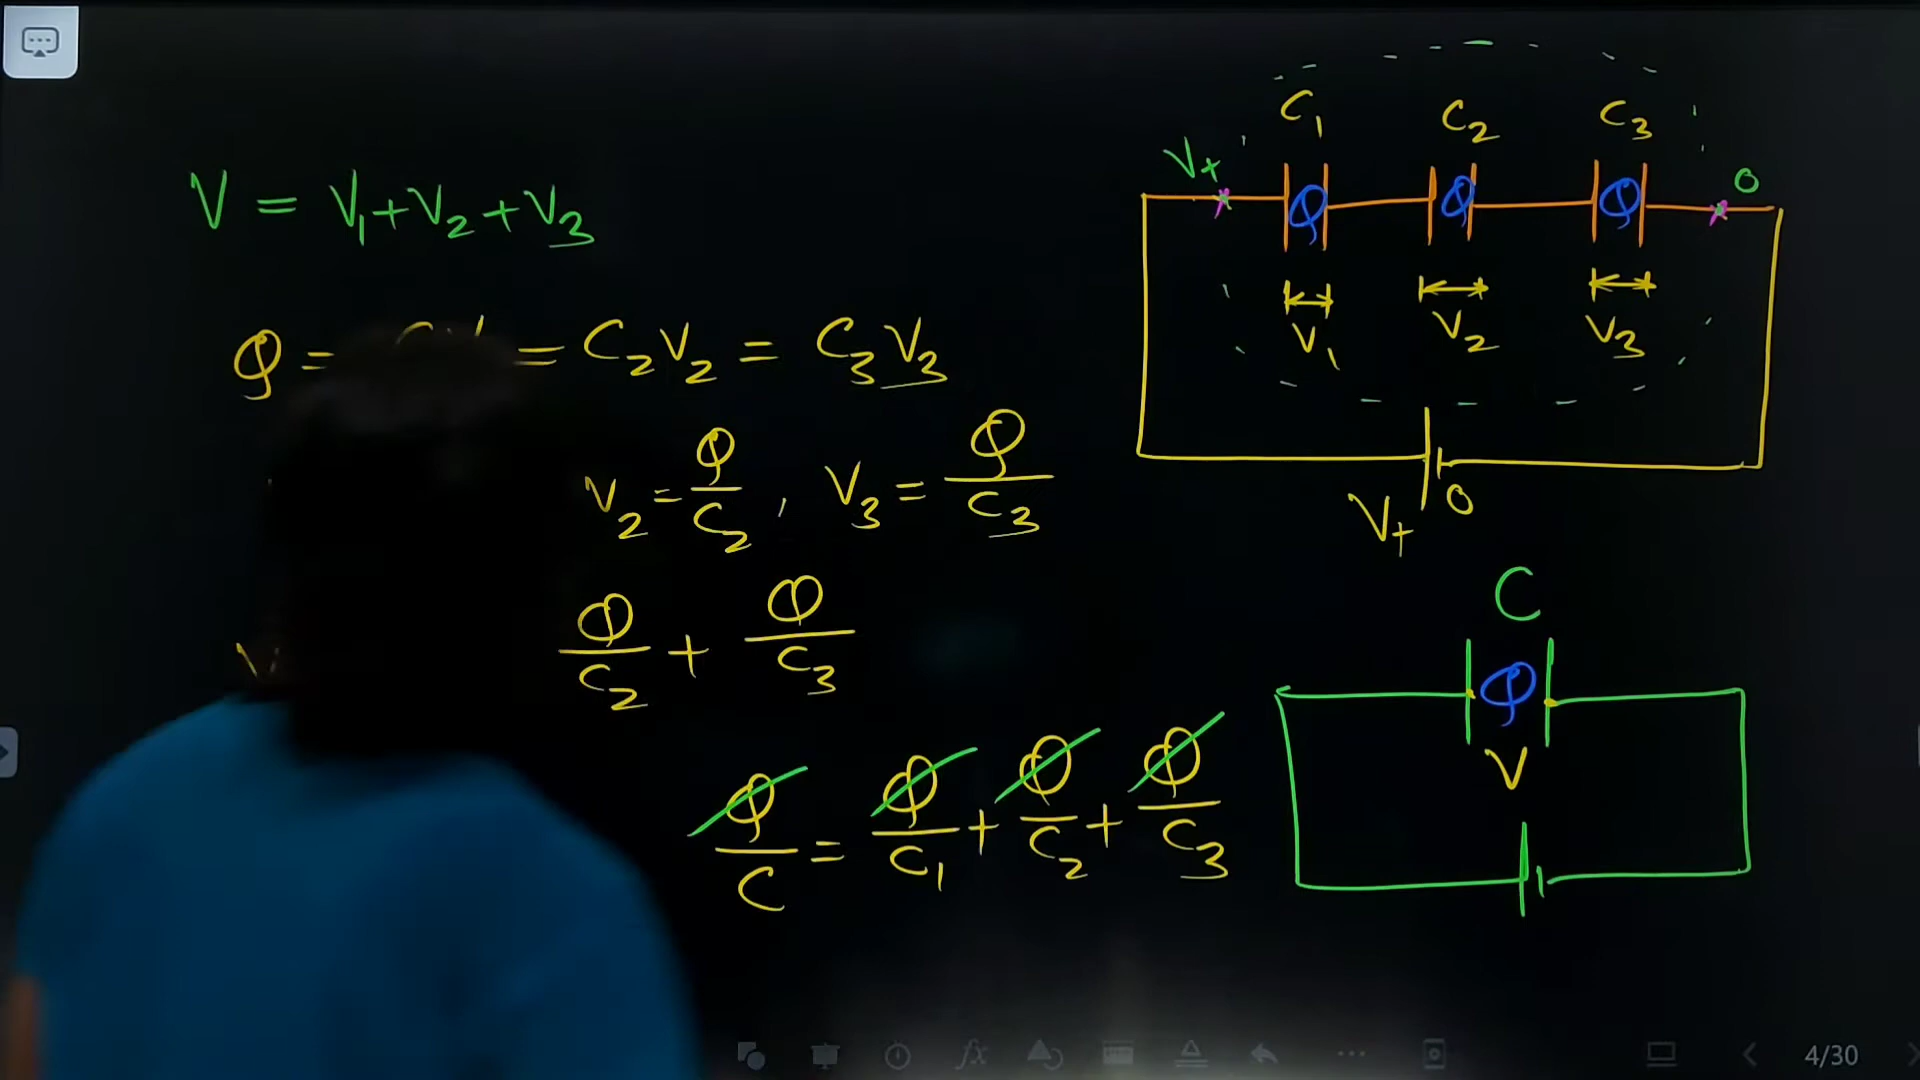 V = V₁+V₂+V₃
Q = = C₂V₂ = C₃V₃
V₂ = Q/C₂ , V₃ = Q/C₃
V Q/C₂ + Q/C₃
Q/C = Q/C₁ + Q/C₂ + Q/C₃
C₁ C₂ C₃
V+ 0
Q Q Q
V₁ V₂ V₃
V+ 0
C
Q
V
4/30